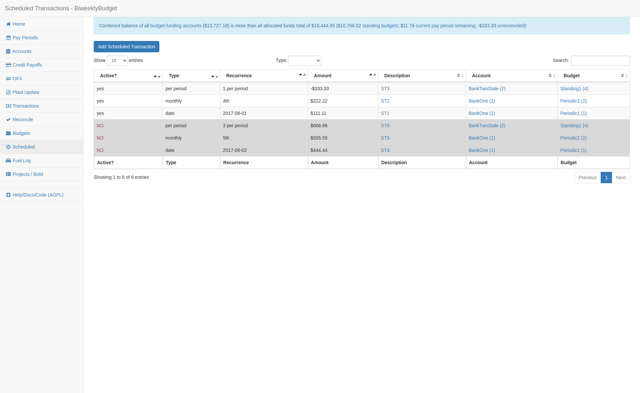 Scheduled Transactions - BiweeklyBudget
Home
Pay Periods
Accounts
Credit Payoffs
OFX
Plaid Update
Transactions
Reconcile
Budgets
Scheduled
Fuel Log
Projects / BoM
Help/Docs/Code (AGPL)
Combined balance of all budget-funding accounts ($13,727.18) is more than all allocated funds total of $10,444.95 ($10,766.52 standing budgets; $11.76 current pay period remaining; -$333.33 unreconciled)!
Add Scheduled Transaction
Show 10 entries Type: Search:
Active? Type Recurrence Amount Description Account Budget
yes per period 1 per period -$333.33 ST3 BankTwoStale (2) Standing1 (4)
yes monthly 4th $222.22 ST2 BankOne (1) Periodic2 (2)
yes date 2017-08-01 $111.11 ST1 BankOne (1) Periodic1 (1)
NO per period 3 per period $666.66 ST6 BankTwoStale (2) Standing1 (4)
NO monthly 5th $555.55 ST5 BankOne (1) Periodic2 (2)
NO date 2017-08-02 $444.44 ST4 BankOne (1) Periodic1 (1)
Active? Type Recurrence Amount Description Account Budget
Showing 1 to 6 of 6 entries
Previous 1 Next